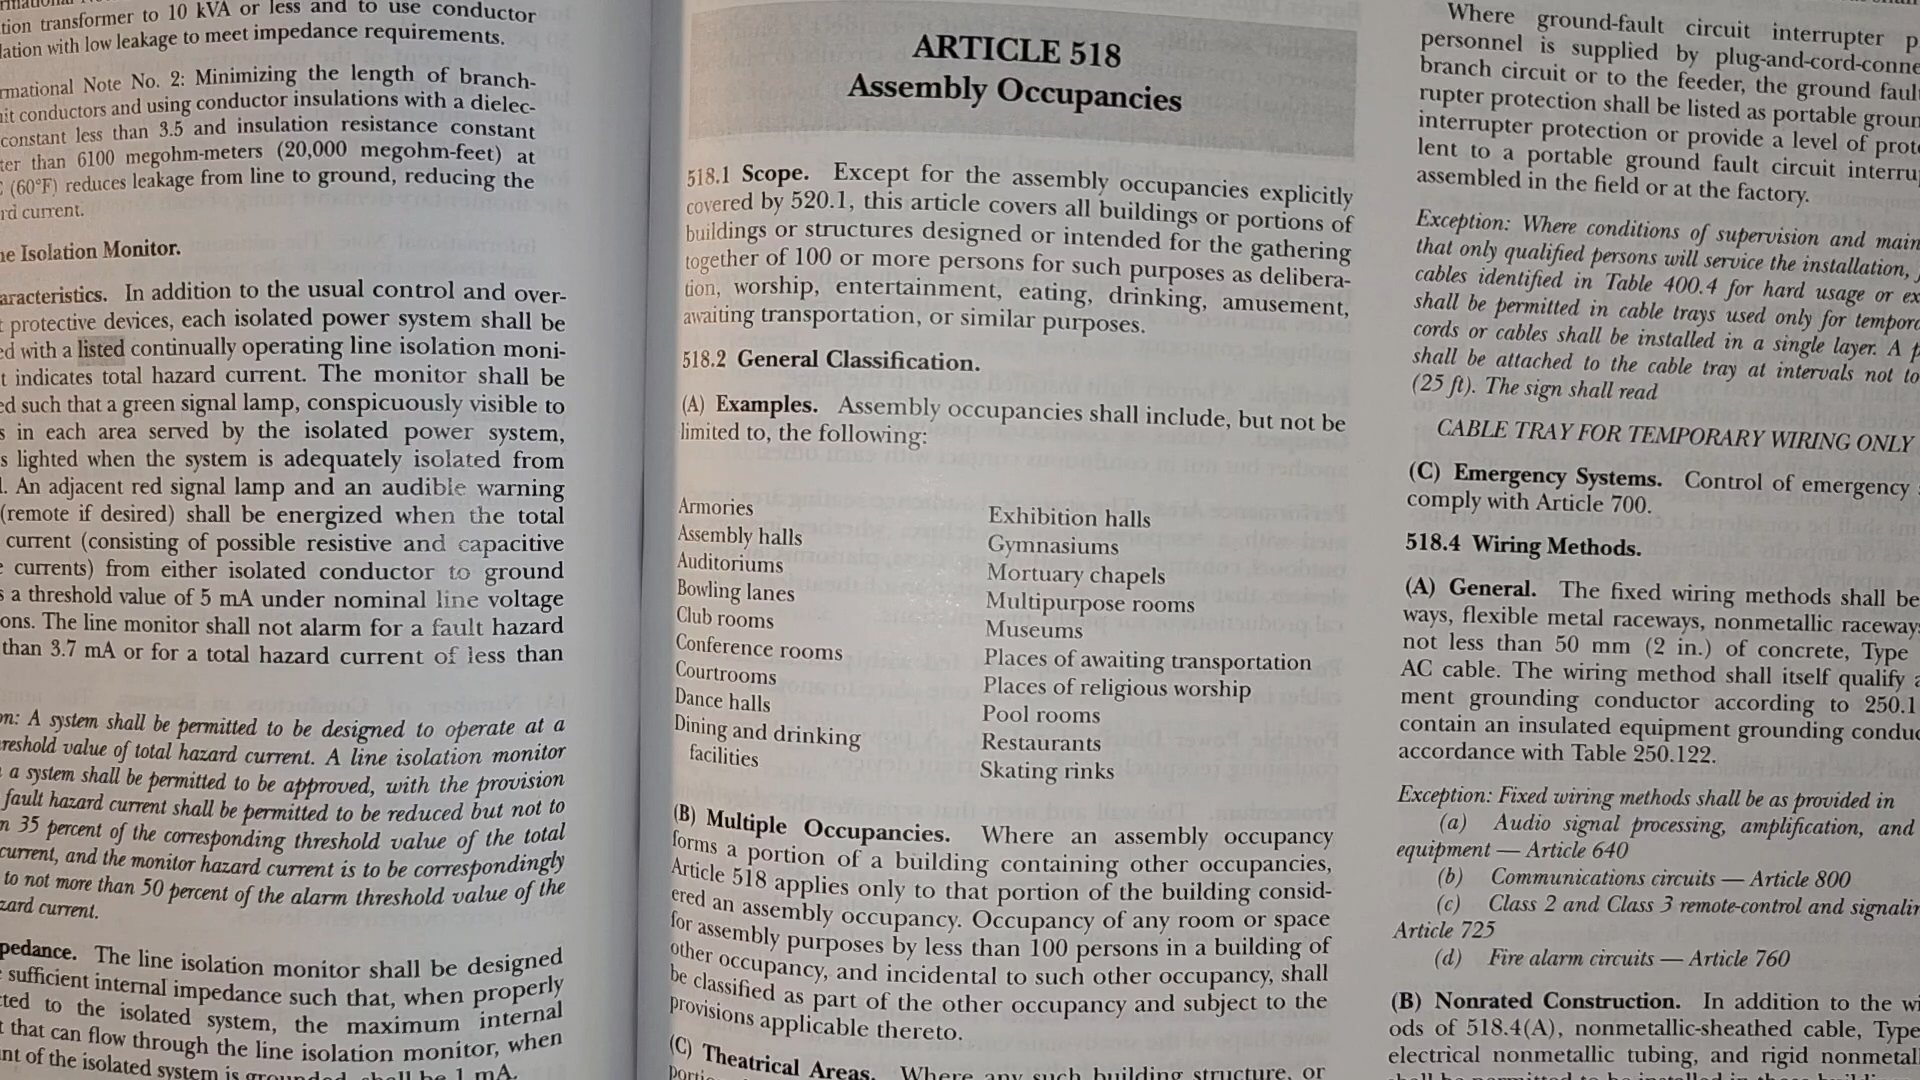 tion transformer to 10 kVA or less and to use conductor
lation with low leakage to meet impedance requirements.
rmational Note No. 2: Minimizing the length of branch-
uit conductors and using conductor insulations with a dielec-
constant less than 3.5 and insulation resistance constant
ter than 6100 megohm-meters (20,000 megohm-feet) at
(60°F) reduces leakage from line to ground, reducing the
rd current.
ne Isolation Monitor.
aracteristics. In addition to the usual control and over-
t protective devices, each isolated power system shall be
ed with a listed continually operating line isolation moni-
t indicates total hazard current. The monitor shall be
ed such that a green signal lamp, conspicuously visible to
s in each area served by the isolated power system,
s lighted when the system is adequately isolated from
l. An adjacent red signal lamp and an audible warning
(remote if desired) shall be energized when the total
current (consisting of possible resistive and capacitive
e currents) from either isolated conductor to ground
s a threshold value of 5 mA under nominal line voltage
ons. The line monitor shall not alarm for a fault hazard
than 3.7 mA or for a total hazard current of less than
on: A system shall be permitted to be designed to operate at a
reshold value of total hazard current. A line isolation monitor
a system shall be permitted to be approved, with the provision
fault hazard current shall be permitted to be reduced but not to
n 35 percent of the corresponding threshold value of the total
current, and the monitor hazard current is to be correspondingly
to not more than 50 percent of the alarm threshold value of the
zard current.
pedance. The line isolation monitor shall be designed
sufficient internal impedance such that, when properly
cted to the isolated system, the maximum internal
t that can flow through the line isolation monitor, when
nt of the isolated system is grounded, shall be 1 mA.
ARTICLE 518
Assembly Occupancies
518.1 Scope. Except for the assembly occupancies explicitly
covered by 520.1, this article covers all buildings or portions of
buildings or structures designed or intended for the gathering
together of 100 or more persons for such purposes as delibera-
tion, worship, entertainment, eating, drinking, amusement,
awaiting transportation, or similar purposes.
518.2 General Classification.
(A) Examples. Assembly occupancies shall include, but not be
limited to, the following:
Armories
Assembly halls
Auditoriums
Bowling lanes
Club rooms
Conference rooms
Courtrooms
Dance halls
Dining and drinking
facilities
Exhibition halls
Gymnasiums
Mortuary chapels
Multipurpose rooms
Museums
Places of awaiting transportation
Places of religious worship
Pool rooms
Restaurants
Skating rinks
(B) Multiple Occupancies. Where an assembly occupancy
forms a portion of a building containing other occupancies,
Article 518 applies only to that portion of the building consid-
ered an assembly occupancy. Occupancy of any room or space
for assembly purposes by less than 100 persons in a building of
other occupancy, and incidental to such other occupancy, shall
be classified as part of the other occupancy and subject to the
provisions applicable thereto.
(C) Theatrical Areas. Where any such building structure, or
Where ground-fault circuit interrupter p
personnel is supplied by plug-and-cord-conne
branch circuit or to the feeder, the ground faul
rupter protection shall be listed as portable groun
interrupter protection or provide a level of prot
lent to a portable ground fault circuit interru
assembled in the field or at the factory.
Exception: Where conditions of supervision and main
that only qualified persons will service the installation,
cables identified in Table 400.4 for hard usage or ex
shall be permitted in cable trays used only for tempora
cords or cables shall be installed in a single layer. A p
shall be attached to the cable tray at intervals not to
(25 ft). The sign shall read
CABLE TRAY FOR TEMPORARY WIRING ONLY
(C) Emergency Systems. Control of emergency
comply with Article 700.
518.4 Wiring Methods.
(A) General. The fixed wiring methods shall be
ways, flexible metal raceways, nonmetallic raceway
not less than 50 mm (2 in.) of concrete, Type
AC cable. The wiring method shall itself qualify a
ment grounding conductor according to 250.1
contain an insulated equipment grounding conduc
accordance with Table 250.122.
Exception: Fixed wiring methods shall be as provided in
(a) Audio signal processing, amplification, and
equipment — Article 640
(b) Communications circuits — Article 800
(c) Class 2 and Class 3 remote-control and signalin
Article 725
(d) Fire alarm circuits — Article 760
(B) Nonrated Construction. In addition to the wi
ods of 518.4(A), nonmetallic-sheathed cable, Type
electrical nonmetallic tubing, and rigid nonmetal